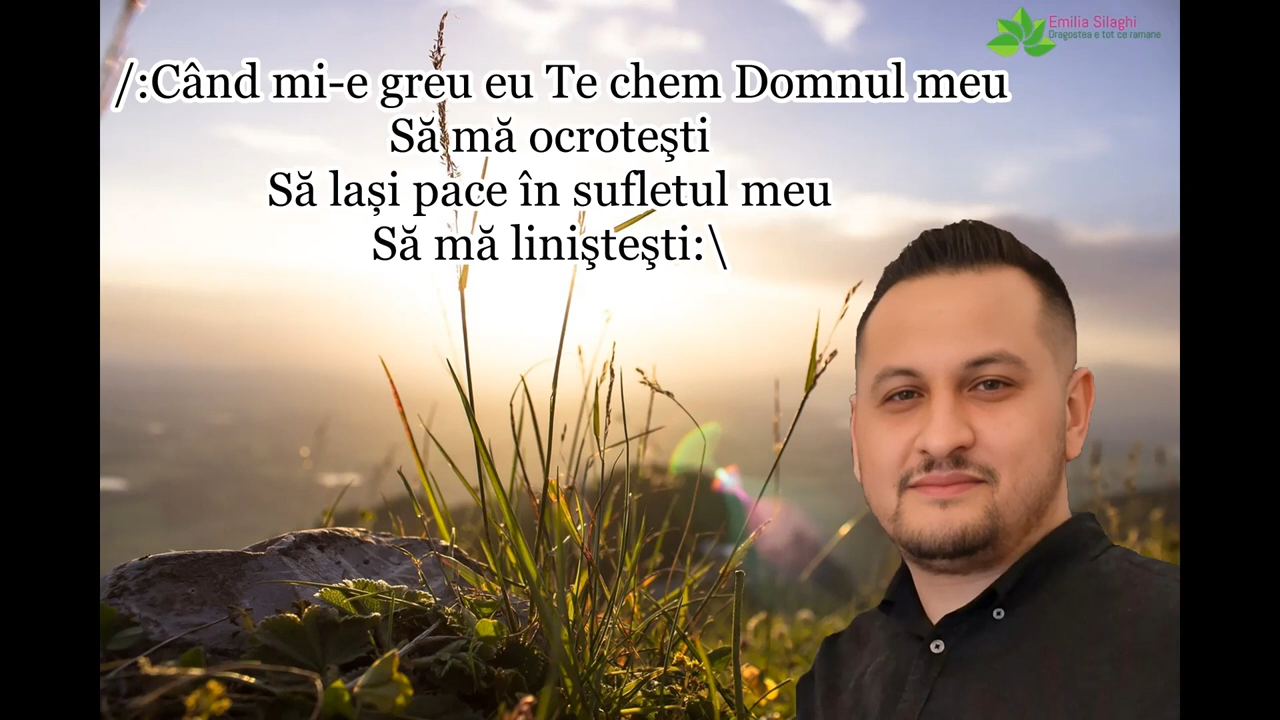 Emilia Silaghi
Dragostea e tot ce ramane
/:Când mi-e greu eu Te chem Domnul meu
Să mă ocroteşti
Să lași pace în sufletul meu
Să mă linişteşti:\